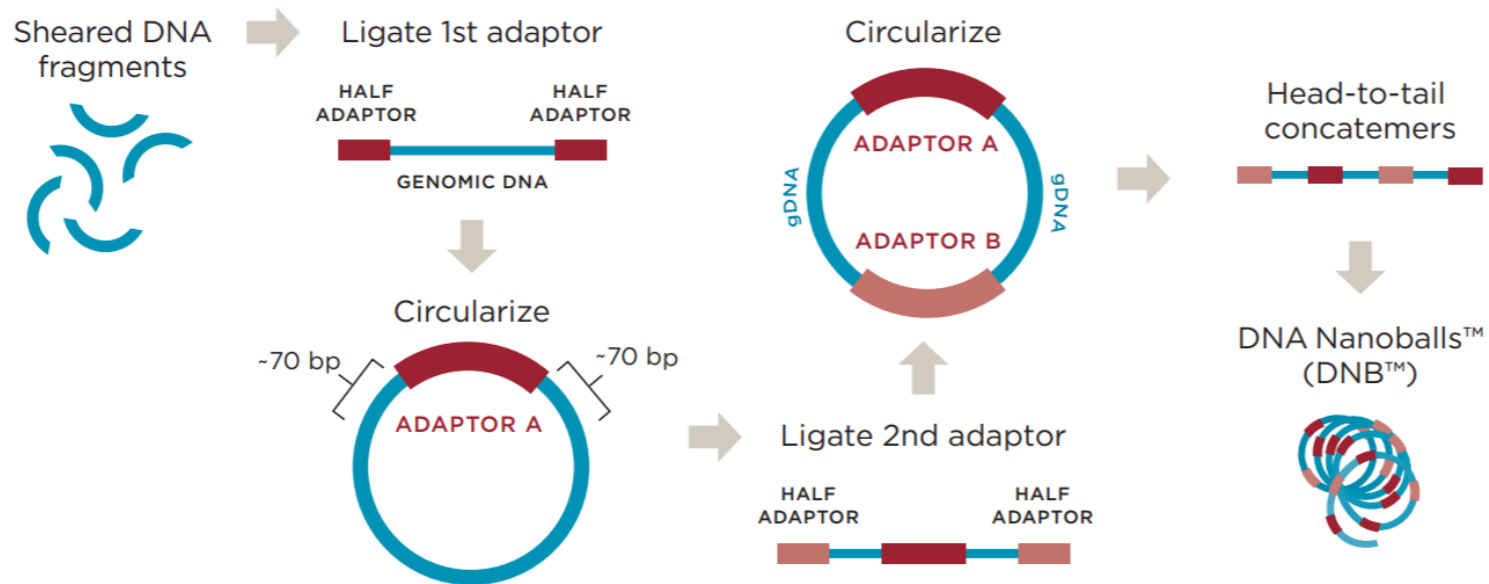 Sheared DNA
fragments
Ligate 1st adaptor
HALF
ADAPTOR
HALF
ADAPTOR
GENOMIC DNA
Circularize
~70 bp
~70 bp
ADAPTOR A
Ligate 2nd adaptor
HALF
ADAPTOR
HALF
ADAPTOR
Circularize
ADAPTOR A
gDNA
gDNA
ADAPTOR B
Head-to-tail
concatemers
DNA Nanoballs™
(DNB™)